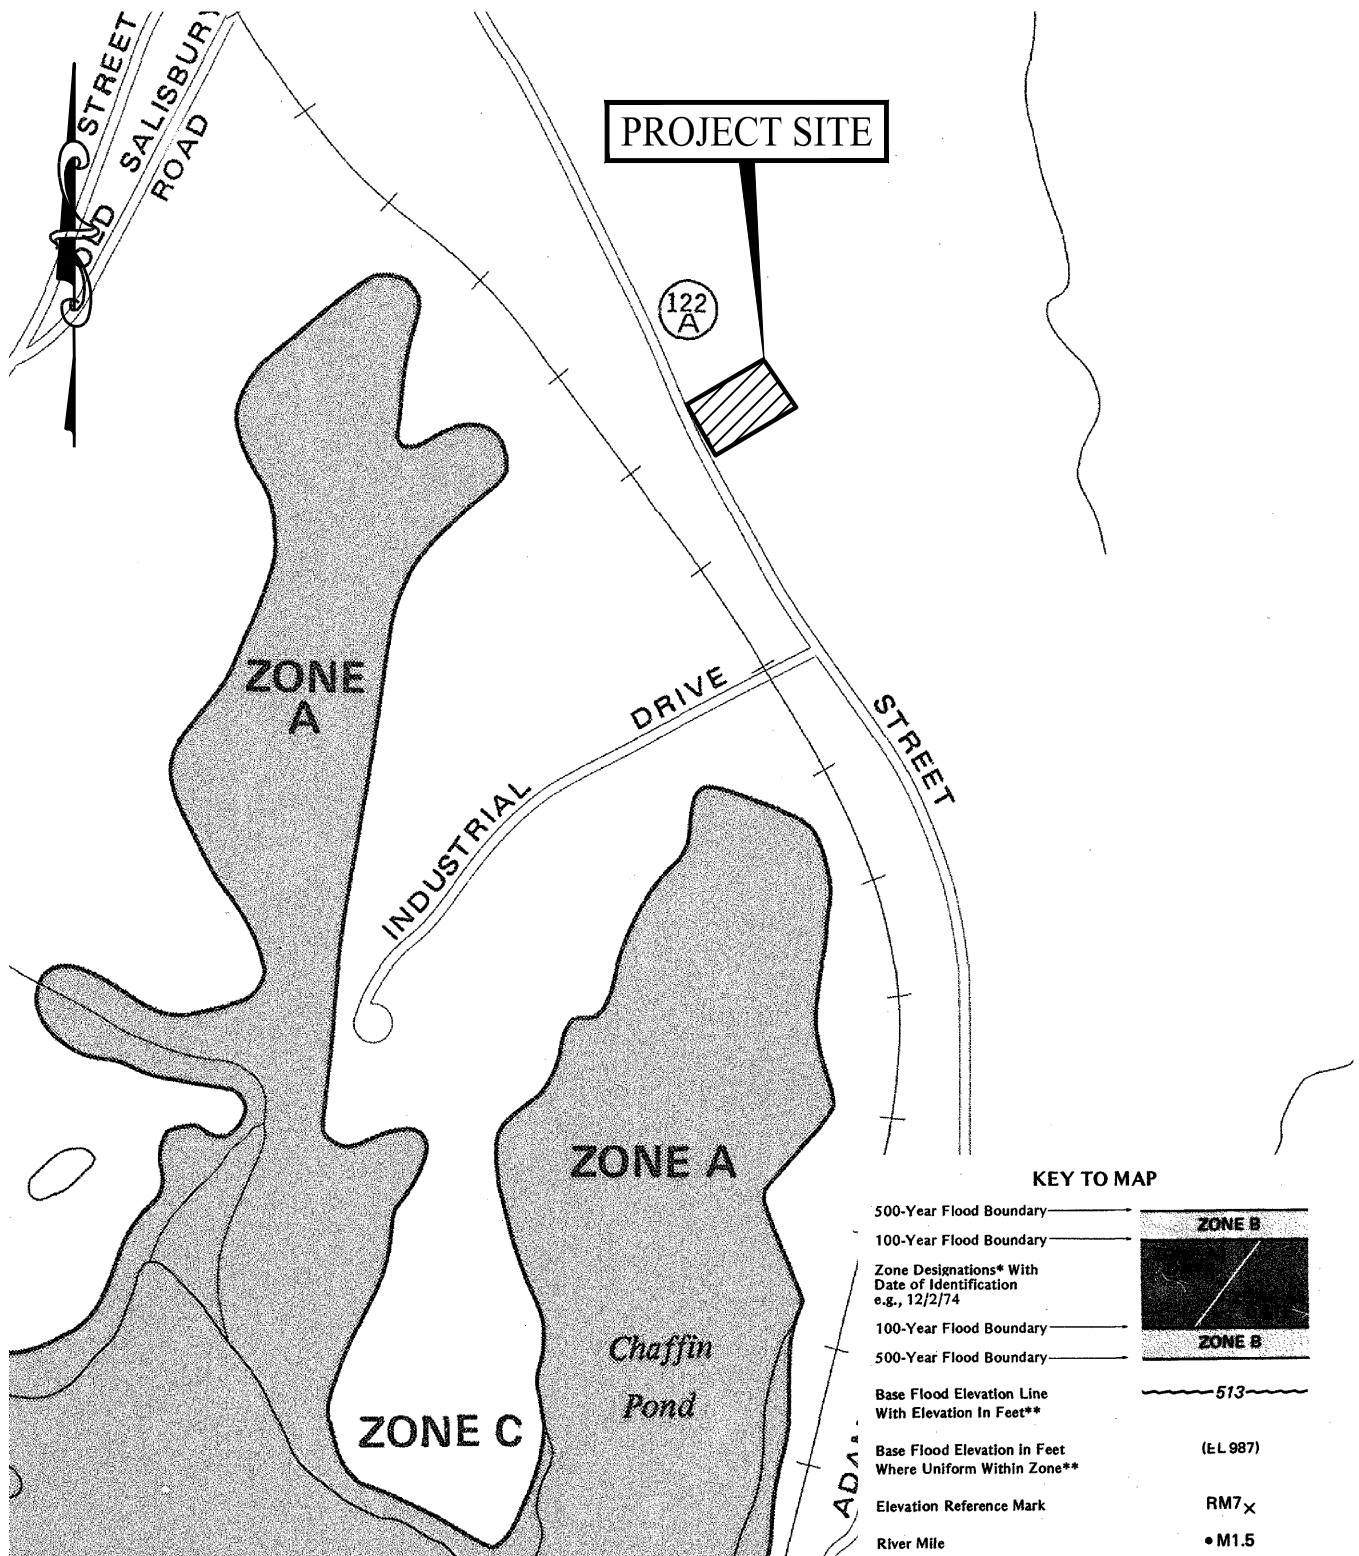 STREET
SALISBURY
ROAD
OLD
PROJECT SITE
122
A
ZONE
A
DRIVE
STREET
INDUSTRIAL
ZONE A
Chaffin
Pond
ZONE C
KEY TO MAP
500-Year Flood Boundary
ZONE B
100-Year Flood Boundary
Zone Designations* With
Date of Identification
e.g., 12/2/74
100-Year Flood Boundary
ZONE B
500-Year Flood Boundary
Base Flood Elevation Line
With Elevation In Feet**
513
Base Flood Elevation in Feet
Where Uniform Within Zone**
(EL 987)
Elevation Reference Mark
RM7×
River Mile
•M1.5